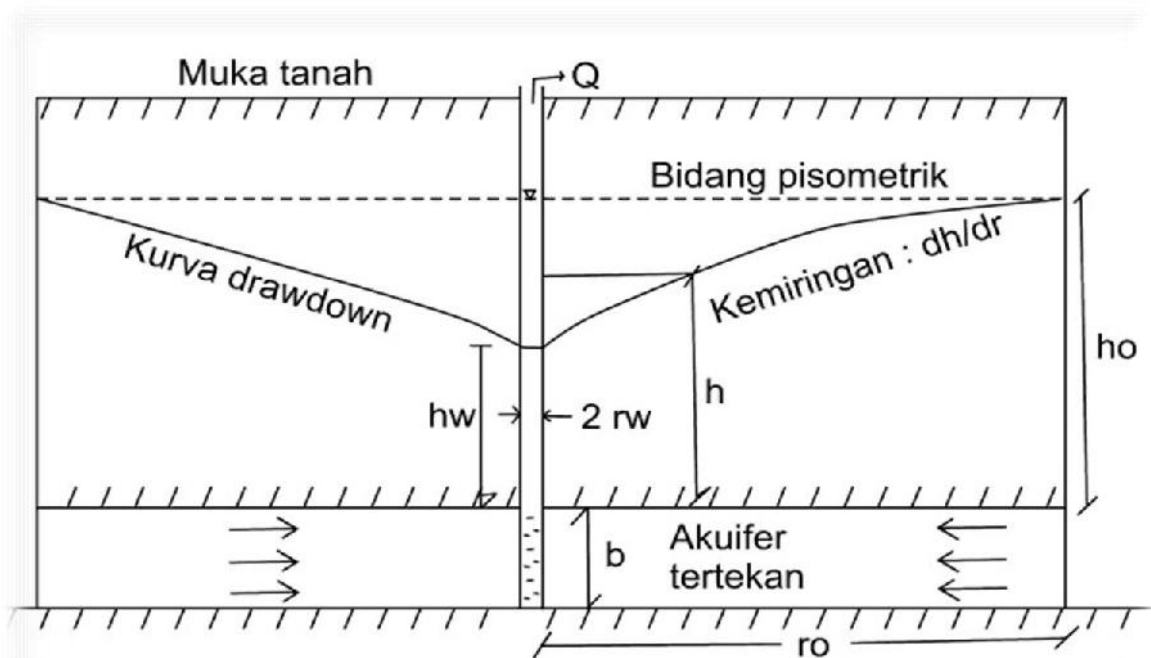 Muka tanah
Q
Bidang pisometrik
Kurva drawdown
Kemiringan : dh/dr
ho
h
hw
2 rw
b
Akuifer
tertekan
ro